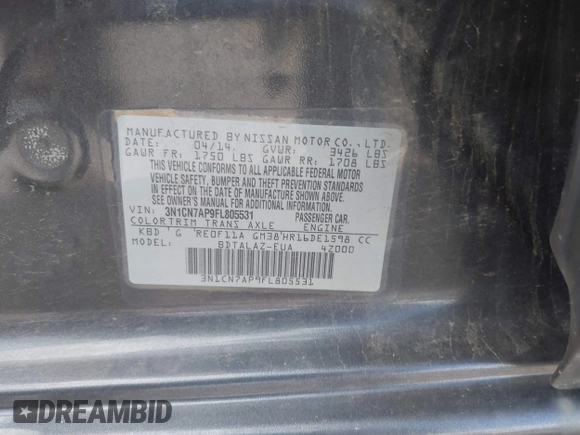 MANUFACTURED BY NISSAN MOTOR CO., LTD.
DATE: 04/14. GVWR: 3426 LBS
GAWR FR: 1750 LBS GAWR RR: 1708 LBS
THIS VEHICLE CONFORMS TO ALL APPLICABLE FEDERAL MOTOR
VEHICLE SAFETY, BUMPER AND THEFT PREVENTION STANDARDS
IN EFFECT ON THE DATE OF MANUFACTURE SHOWN ABOVE.
SEE OWNER'S MANUAL FOR ADDITIONAL INFORMATION.
VIN: 3N1CN7AP9FL805531 PASSENGER CAR.
COLOR TRIM TRANS AXLE ENGINE
KBD G RE0F11A GM38 HR16DE1598 CC
MODEL: BDTALAZ-EUA 4Z000
3N1CN7AP9FL805531
DREAMBID